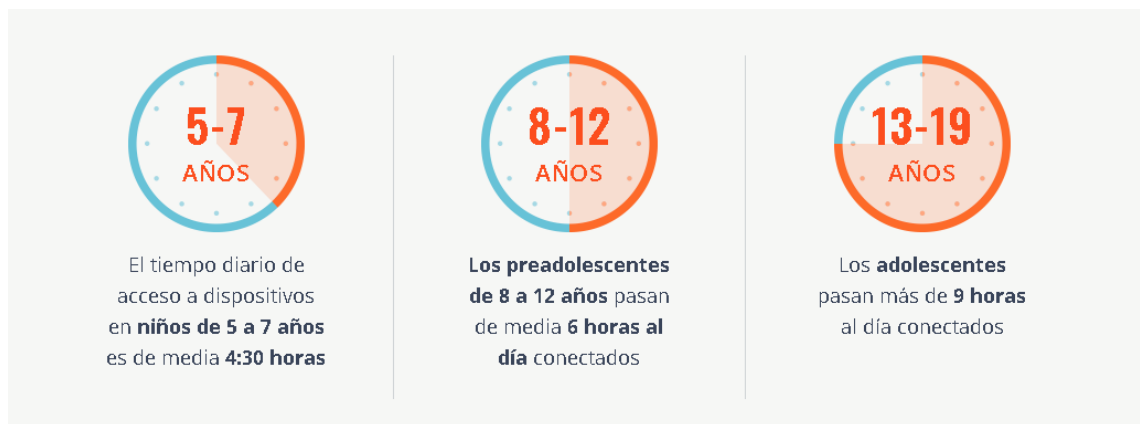 5-7
AÑOS
El tiempo diario de
acceso a dispositivos
en niños de 5 a 7 años
es de media 4:30 horas
8-12
AÑOS
Los preadolescentes
de 8 a 12 años pasan
de media 6 horas al
día conectados
13-19
AÑOS
Los adolescentes
pasan más de 9 horas
al día conectados